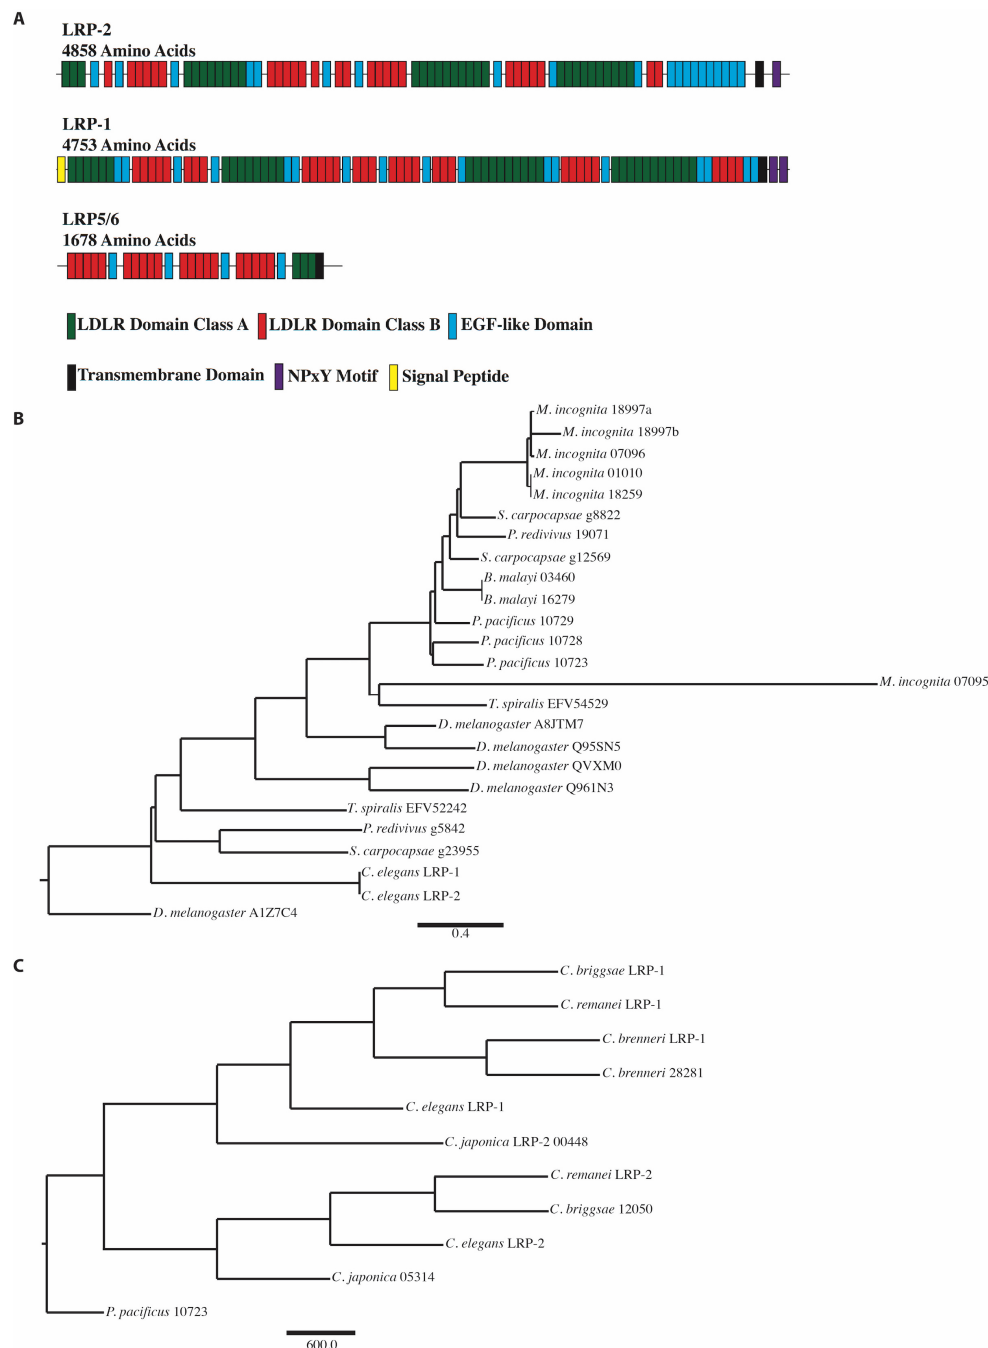 A
LRP-2
4858 Amino Acids
LRP-1
4753 Amino Acids
LRP5/6
1678 Amino Acids
LDLR Domain Class A LDLR Domain Class B EGF-like Domain
Transmembrane Domain NPxY Motif Signal Peptide
B
M. incognita 18997a
M. incognita 18997b
M. incognita 07096
M. incognita 01010
M. incognita 18259
S. carpocapsae g8822
P. redivivus 19071
S. carpocapsae g12569
B. malayi 03460
B. malayi 16279
P. pacificus 10729
P. pacificus 10728
P. pacificus 10723
M. incognita 07095
T. spiralis EFV54529
D. melanogaster A8JTM7
D. melanogaster Q95SN5
D. melanogaster QVXM0
D. melanogaster Q961N3
T. spiralis EFV52242
P. redivivus g5842
S. carpocapsae g23955
C. elegans LRP-1
C. elegans LRP-2
D. melanogaster A1Z7C4
0.4
C
C. briggsae LRP-1
C. remanei LRP-1
C. brenneri LRP-1
C. brenneri 28281
C. elegans LRP-1
C. japonica LRP-2 00448
C. remanei LRP-2
C. briggsae 12050
C. elegans LRP-2
C. japonica 05314
P. pacificus 10723
600.0